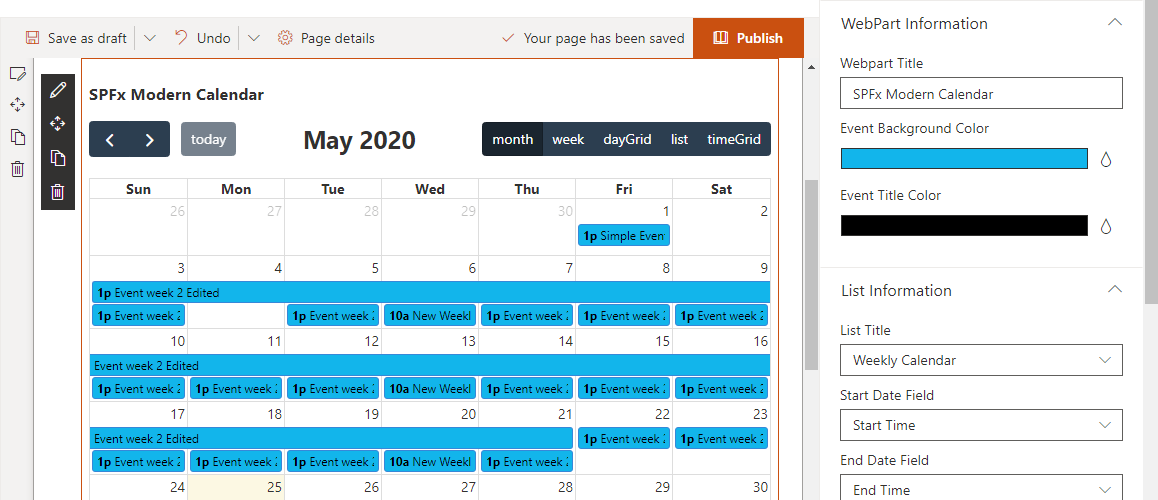 Save as draft Undo Page details Your page has been saved Publish
SPFx Modern Calendar
today May 2020 month week dayGrid list timeGrid
Sun Mon Tue Wed Thu Fri Sat
26 27 28 29 30 1 2
1p Simple Even
3 4 5 6 7 8 9
1p Event week 2 Edited
1p Event week 2 1p Event week 2 10a New Weekl 1p Event week 2 1p Event week 2 1p Event week 2
10 11 12 13 14 15 16
Event week 2 Edited
1p Event week 2 1p Event week 2 1p Event week 2 10a New Weekl 1p Event week 2 1p Event week 2 1p Event week 2
17 18 19 20 21 22 23
Event week 2 Edited 1p Event week 2 1p Event week 2
1p Event week 2 1p Event week 2 1p Event week 2 10a New Weekl 1p Event week 2
24 25 26 27 28 29 30
WebPart Information
Webpart Title
SPFx Modern Calendar
Event Background Color
Event Title Color
List Information
List Title
Weekly Calendar
Start Date Field
Start Time
End Date Field
End Time